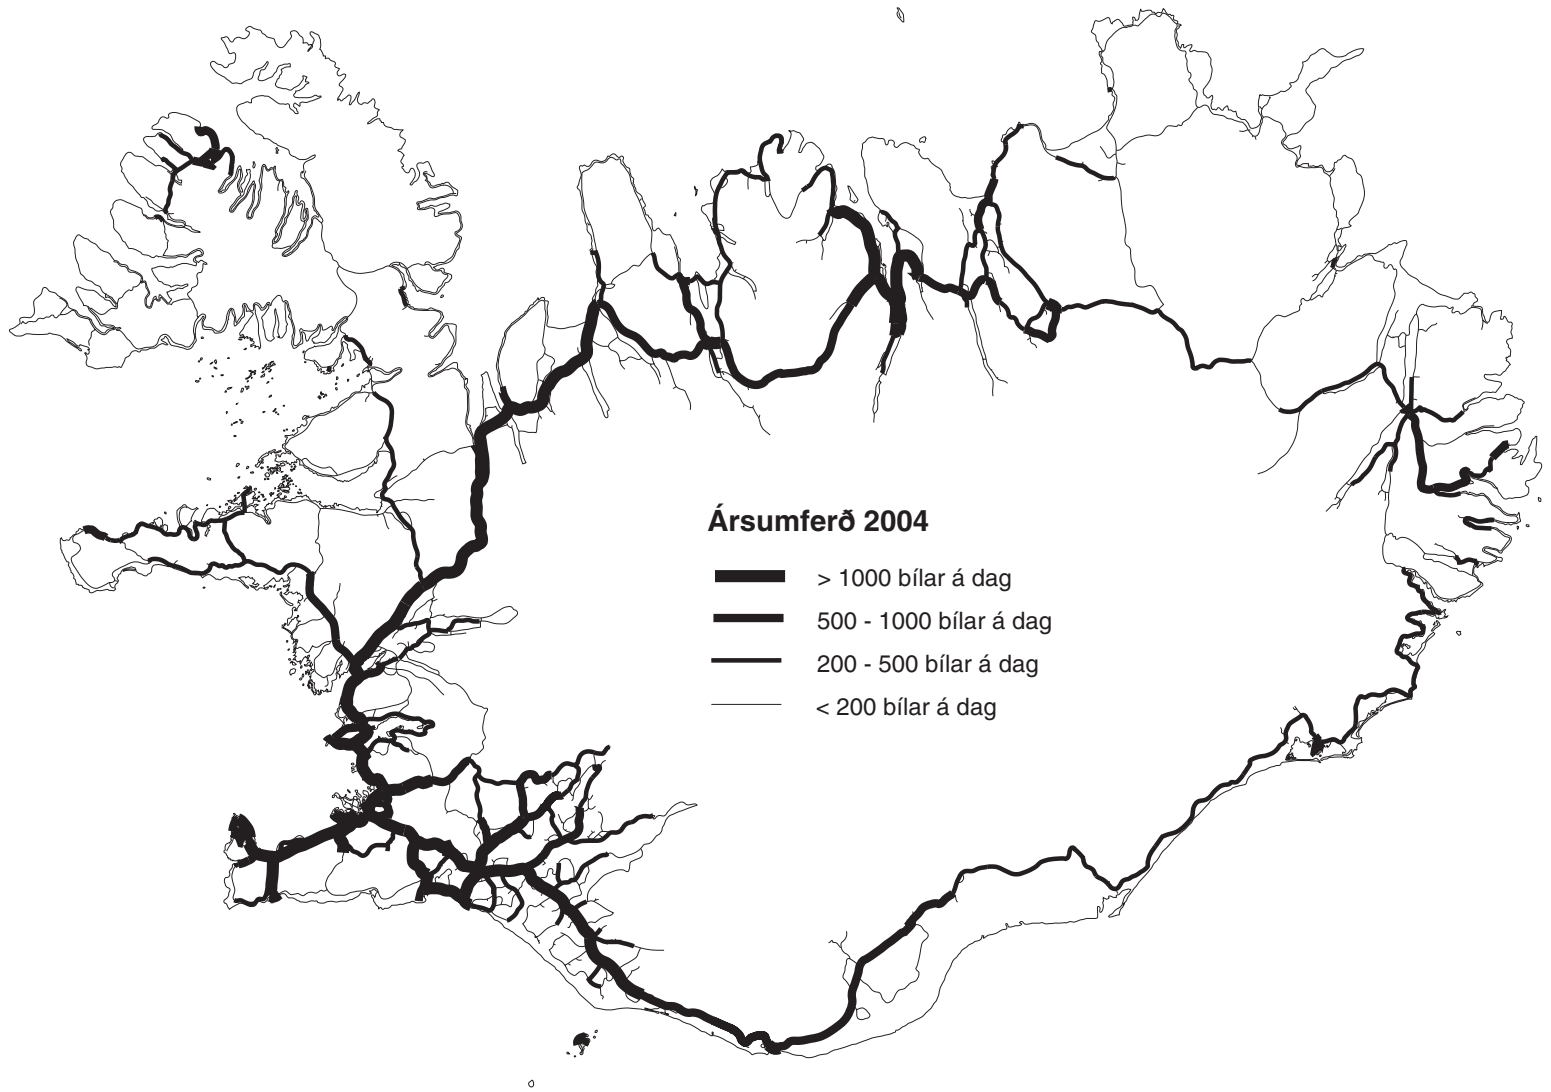 Ársumferð 2004
> 1000 bílar á dag
500 - 1000 bílar á dag
200 - 500 bílar á dag
< 200 bílar á dag